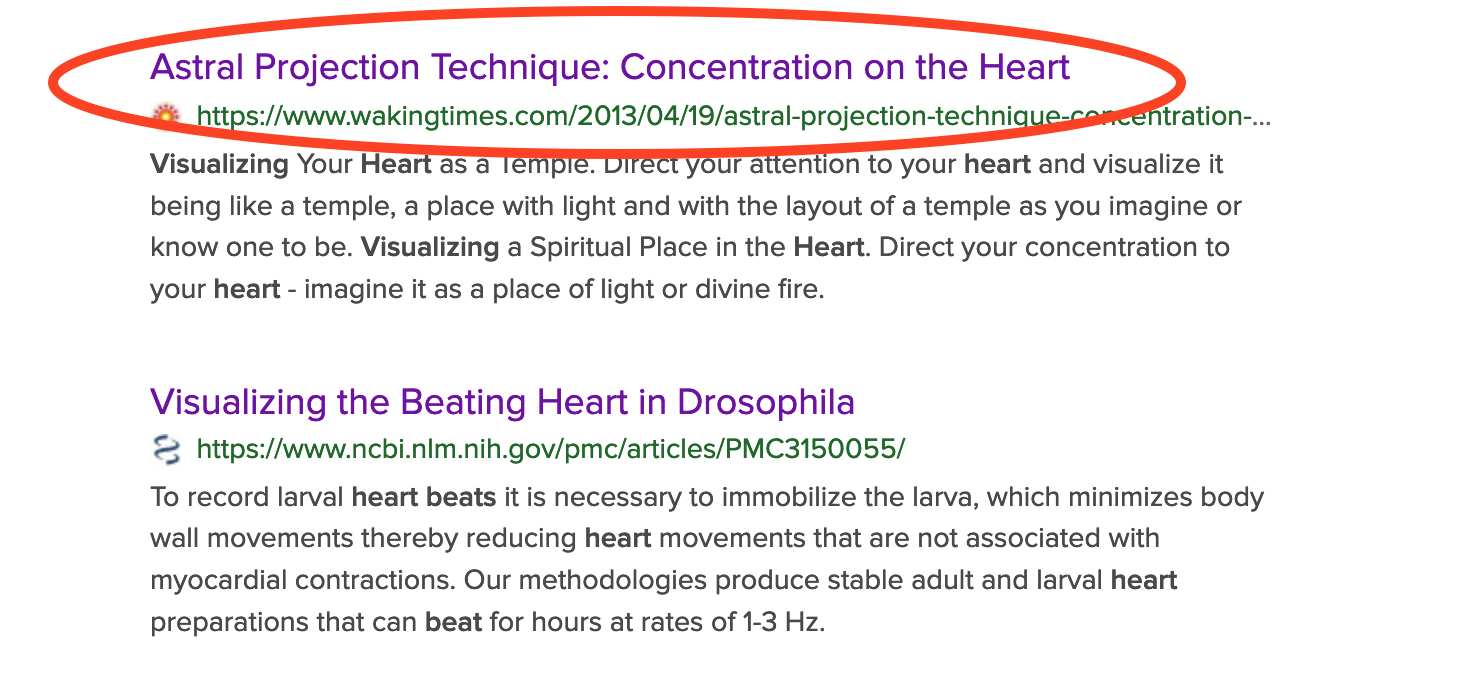 Astral Projection Technique: Concentration on the Heart
https://www.wakingtimes.com/2013/04/19/astral-projection-technique-concentration-...
Visualizing Your Heart as a Temple. Direct your attention to your heart and visualize it
being like a temple, a place with light and with the layout of a temple as you imagine or
know one to be. Visualizing a Spiritual Place in the Heart. Direct your concentration to
your heart - imagine it as a place of light or divine fire.
Visualizing the Beating Heart in Drosophila
https://www.ncbi.nlm.nih.gov/pmc/articles/PMC3150055/
To record larval heart beats it is necessary to immobilize the larva, which minimizes body
wall movements thereby reducing heart movements that are not associated with
myocardial contractions. Our methodologies produce stable adult and larval heart
preparations that can beat for hours at rates of 1-3 Hz.